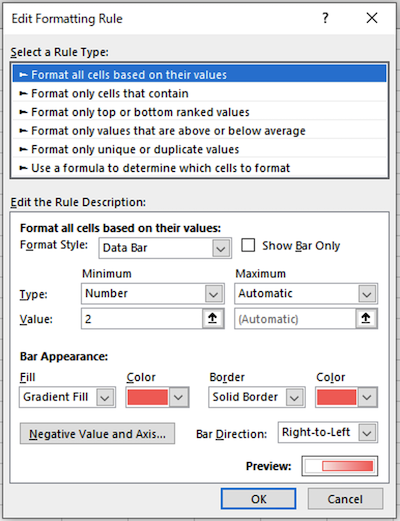 Edit Formatting Rule ? ×
Select a Rule Type:
► Format all cells based on their values
► Format only cells that contain
► Format only top or bottom ranked values
► Format only values that are above or below average
► Format only unique or duplicate values
► Use a formula to determine which cells to format
Edit the Rule Description:
Format all cells based on their values:
Format Style: Data Bar Show Bar Only
Minimum Maximum
Type: Number Automatic
Value: 2 (Automatic)
Bar Appearance:
Fill Color Border Color
Gradient Fill Solid Border
Negative Value and Axis... Bar Direction: Right-to-Left
Preview:
OK Cancel